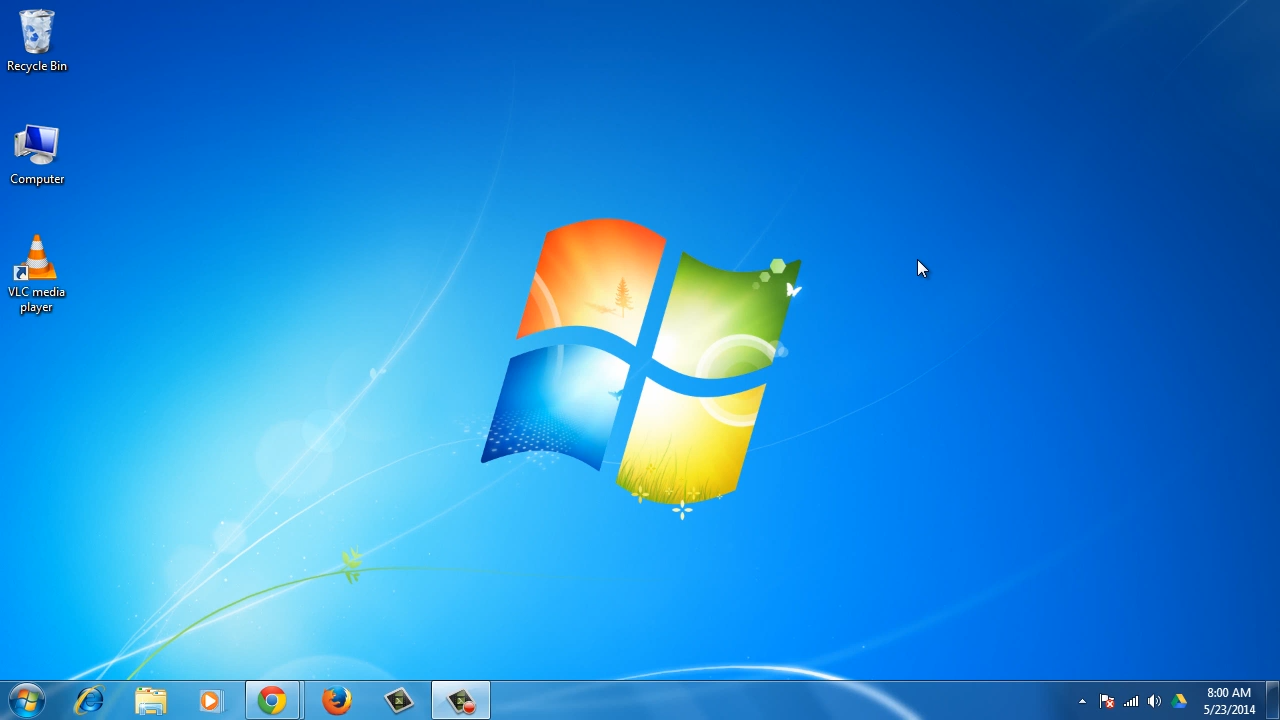 Recycle Bin
Computer
VLC media
player
8:00 AM
5/23/2014